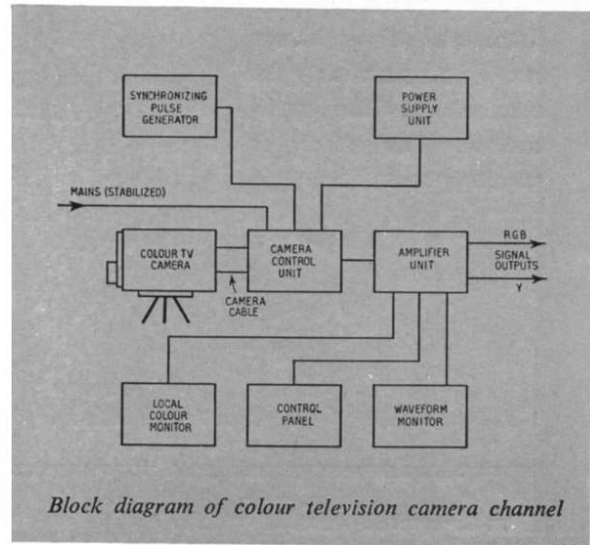 SYNCHRONIZING
PULSE
GENERATOR
POWER
SUPPLY
UNIT
MAINS (STABILIZED)
COLOUR TV
CAMERA
CAMERA
CABLE
CAMERA
CONTROL
UNIT
AMPLIFIER
UNIT
RGB
SIGNAL
OUTPUTS
Y
LOCAL
COLOUR
MONITOR
CONTROL
PANEL
WAVEFORM
MONITOR
Block diagram of colour television camera channel